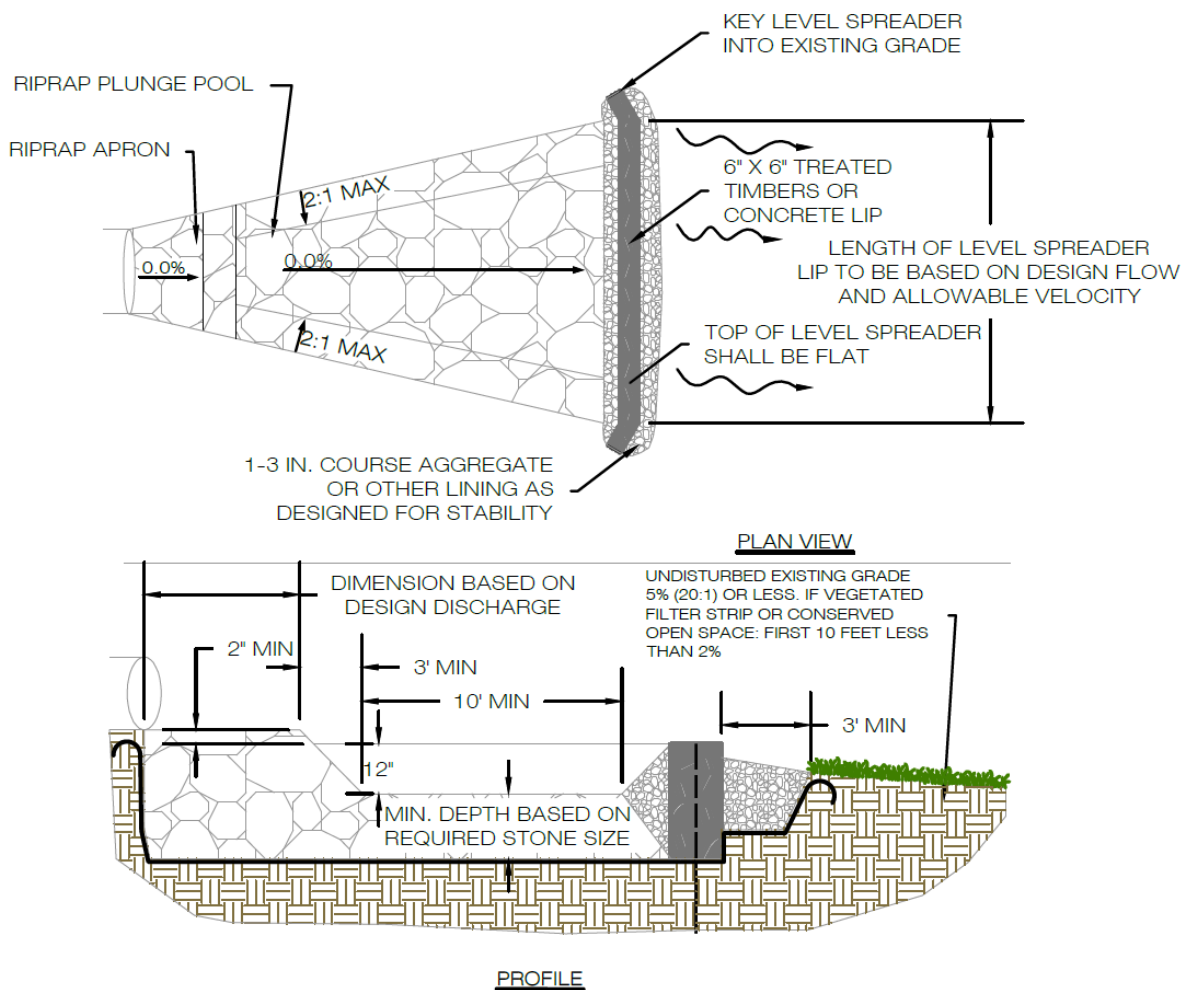 KEY LEVEL SPREADER
INTO EXISTING GRADE
RIPRAP PLUNGE POOL
RIPRAP APRON
2:1 MAX
6" X 6" TREATED
TIMBERS OR
CONCRETE LIP
0.0%
0.0%
LENGTH OF LEVEL SPREADER
LIP TO BE BASED ON DESIGN FLOW
AND ALLOWABLE VELOCITY
2:1 MAX
TOP OF LEVEL SPREADER
SHALL BE FLAT
1-3 IN. COURSE AGGREGATE
OR OTHER LINING AS
DESIGNED FOR STABILITY
PLAN VIEW
DIMENSION BASED ON
DESIGN DISCHARGE
UNDISTURBED EXISTING GRADE
5% (20:1) OR LESS. IF VEGETATED
FILTER STRIP OR CONSERVED
OPEN SPACE: FIRST 10 FEET LESS
THAN 2%
2" MIN
3' MIN
10' MIN
3' MIN
12"
MIN. DEPTH BASED ON
REQUIRED STONE SIZE
PROFILE